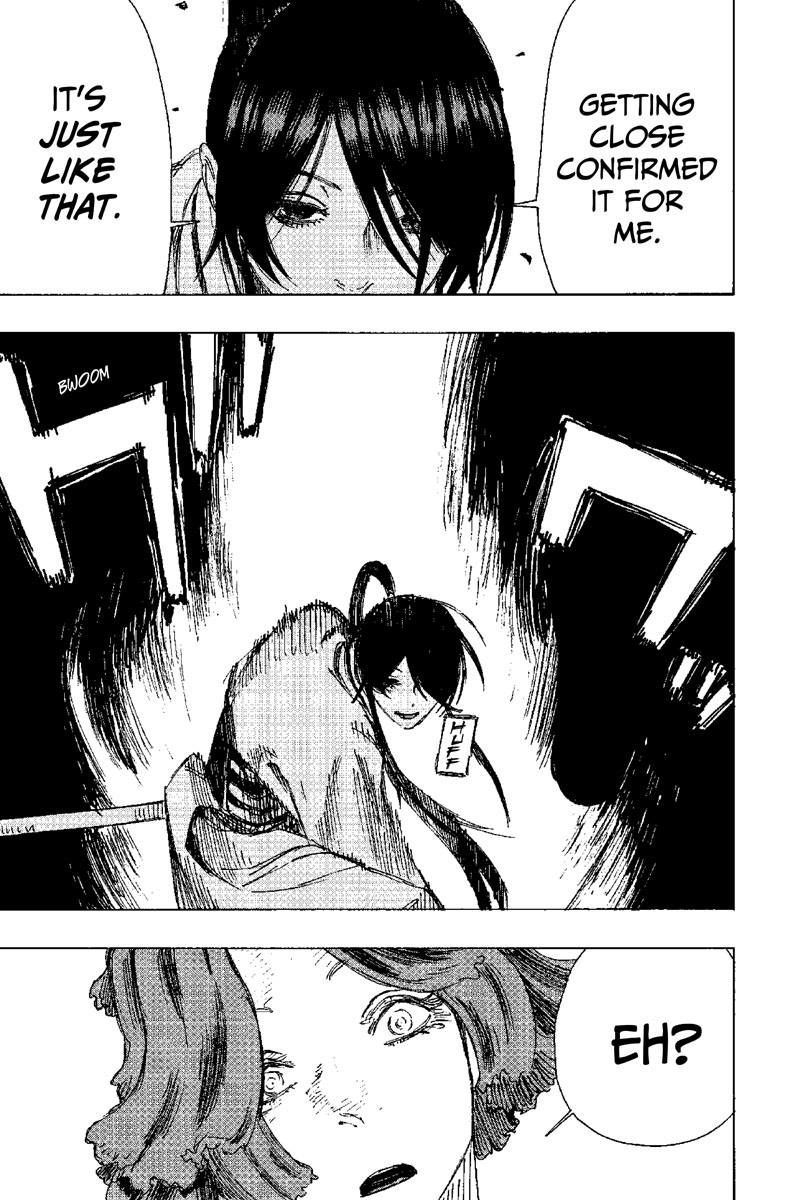 GETTING
CLOSE
CONFIRMED
IT FOR
ME.
IT'S
JUST
LIKE
THAT.
BWOOM
HUFF
EH?